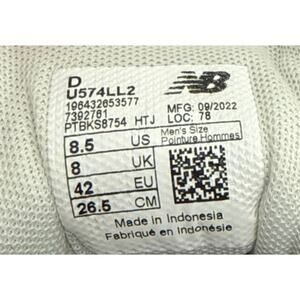 D
U574LL2
196432653577
7392761
PTBKS8754 HTJ
NB
MFG: 09/2022
LOC: 78
8.5 US
8 UK
42 EU
26.5 CM
Men's Size
Pointure Hommes
Made in Indonesia
Fabriqué en Indonésie